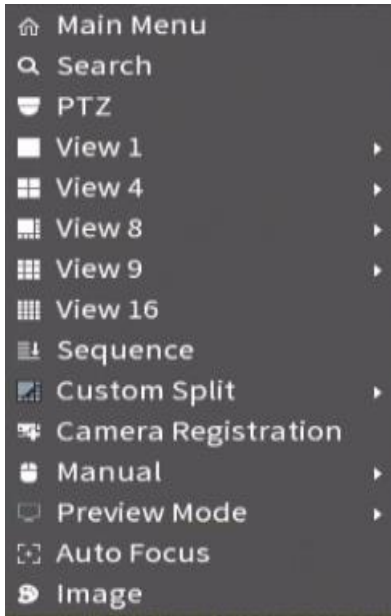 Main Menu
Search
PTZ
View 1
View 4
View 8
View 9
View 16
Sequence
Custom Split
Camera Registration
Manual
Preview Mode
Auto Focus
Image